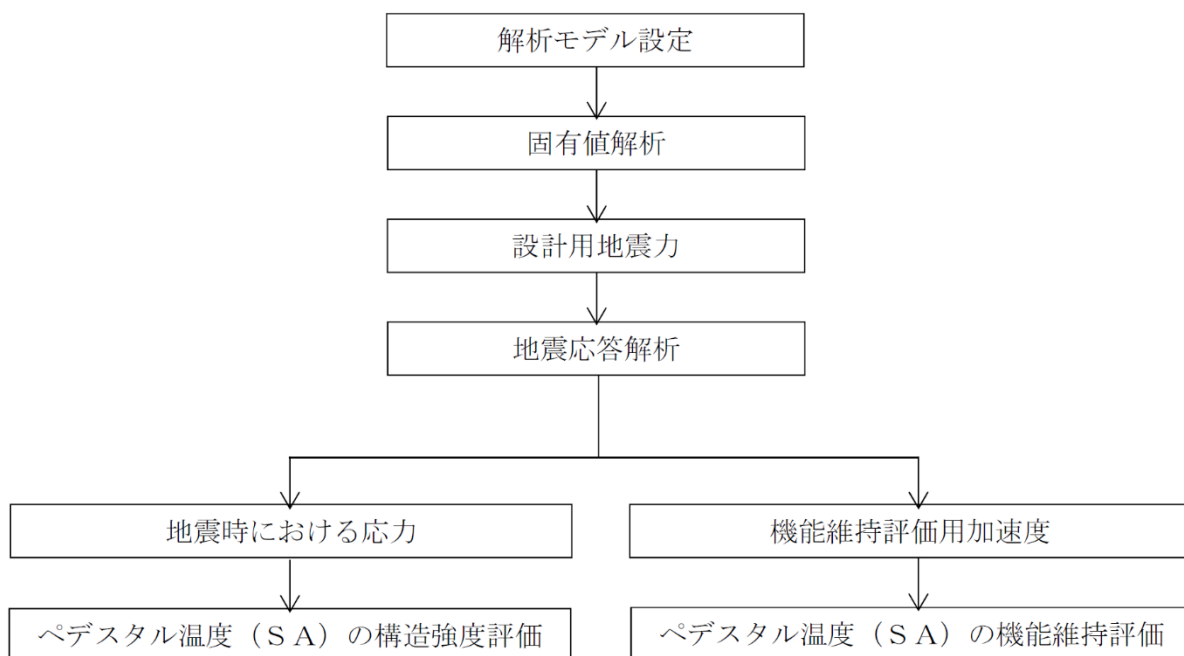 解析モデル設定
固有値解析
設計用地震力
地震応答解析
地震時における応力
機能維持評価用加速度
ペデスタル温度（ＳＡ）の構造強度評価
ペデスタル温度（ＳＡ）の機能維持評価